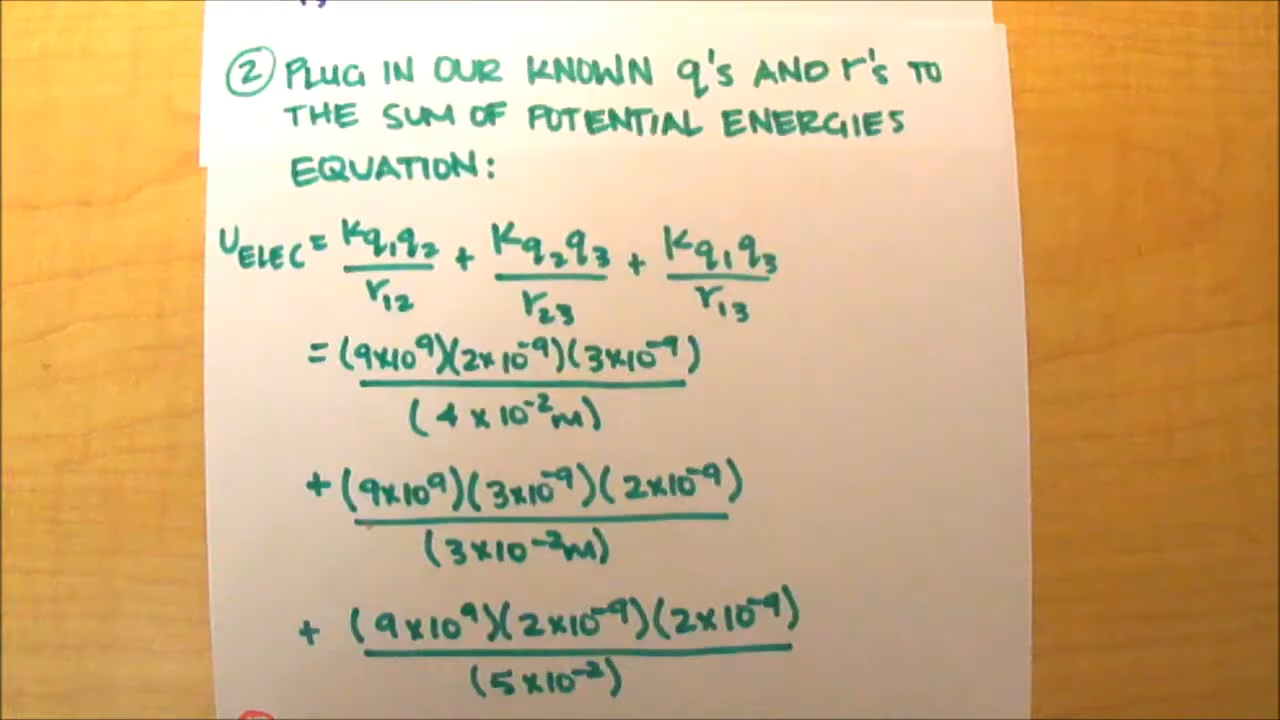 ② PLUG IN OUR KNOWN q's AND r's TO
THE SUM OF POTENTIAL ENERGIES
EQUATION:
U_ELEC = Kq₁q₂/r₁₂ + Kq₂q₃/r₂₃ + Kq₁q₃/r₁₃
= (9×10⁹)(2×10⁻⁹)(3×10⁻⁹)
(4×10⁻²m)
+ (9×10⁹)(3×10⁻⁹)(2×10⁻⁹)
(3×10⁻²m)
+ (9×10⁹)(2×10⁻⁹)(2×10⁻⁹)
(5×10⁻²)